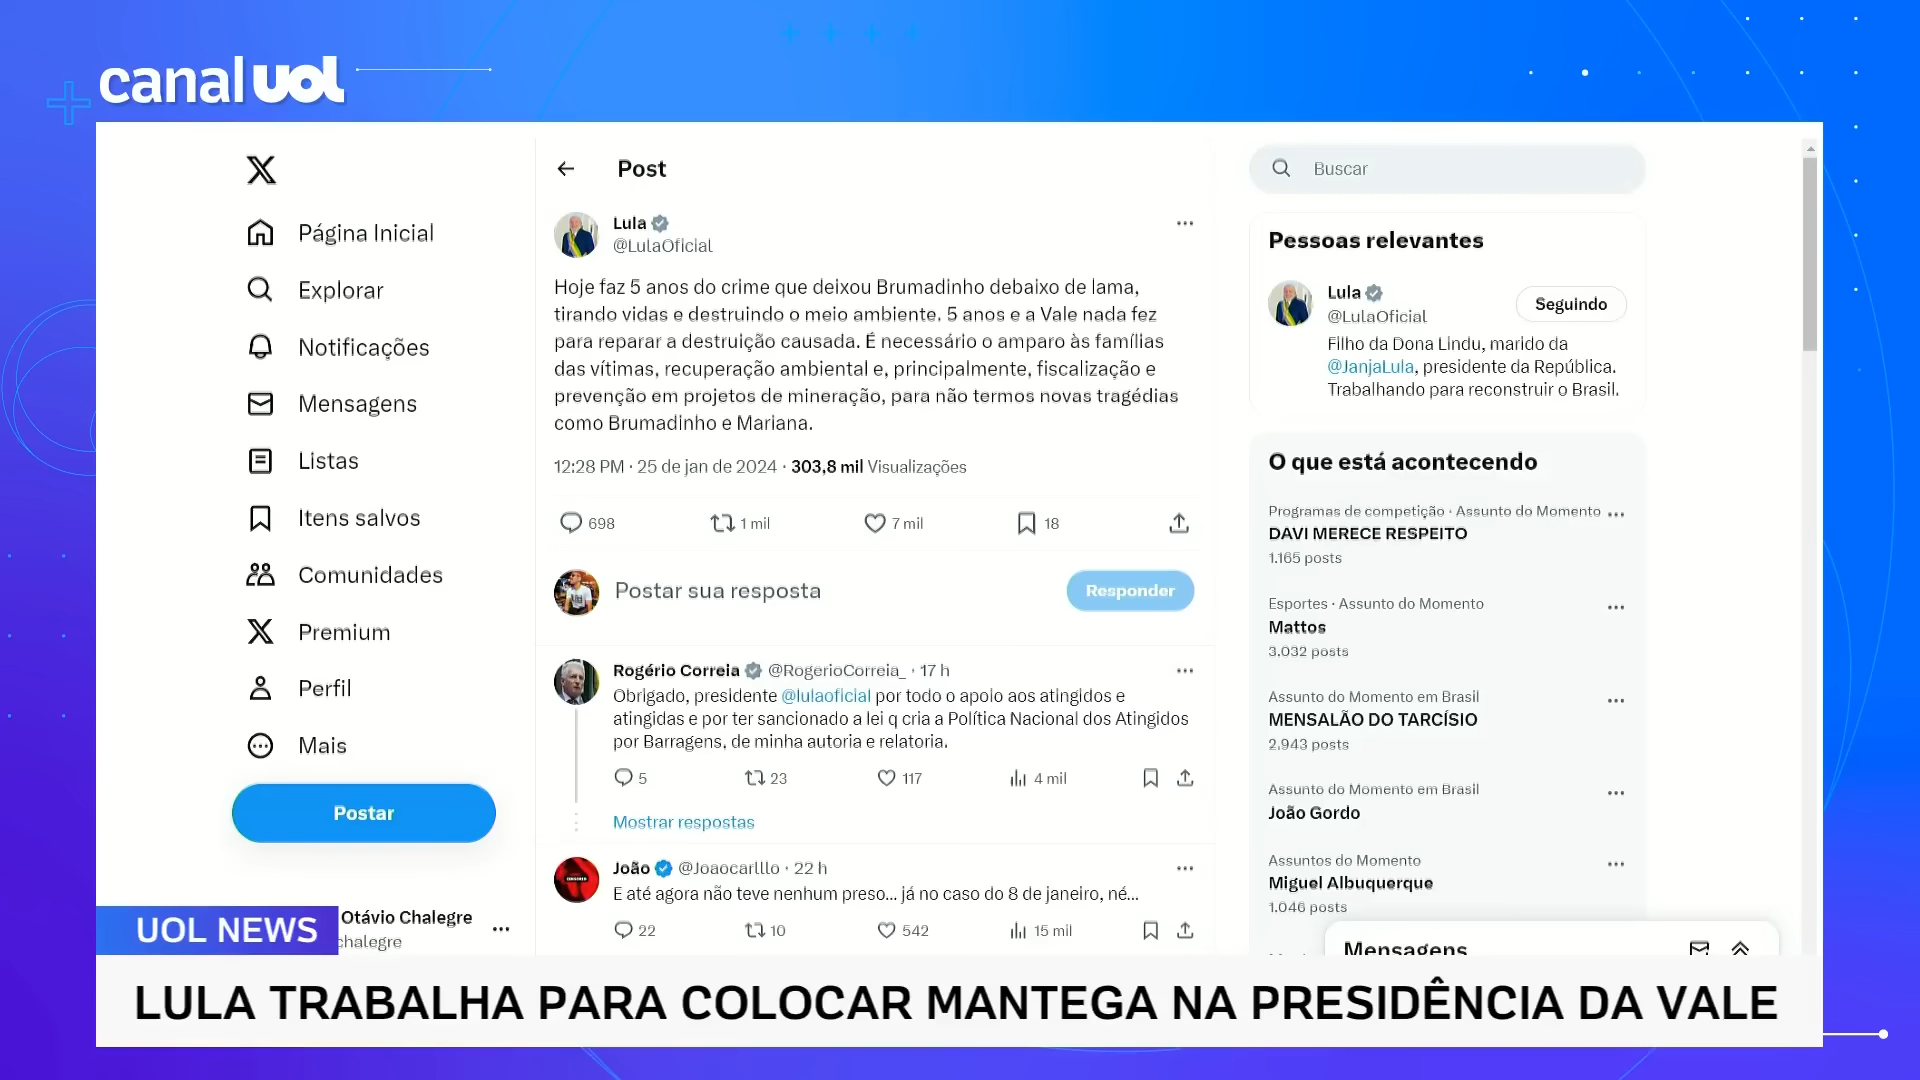 canal uol
Página Inicial
Explorar
Notificações
Mensagens
Listas
Itens salvos
Comunidades
Premium
Perfil
Mais
Postar
Otávio Chalegre
chalegre
Post
Lula
@LulaOficial
Hoje faz 5 anos do crime que deixou Brumadinho debaixo de lama,
tirando vidas e destruindo o meio ambiente. 5 anos e a Vale nada fez
para reparar a destruição causada. É necessário o amparo às famílias
das vítimas, recuperação ambiental e, principalmente, fiscalização e
prevenção em projetos de mineração, para não termos novas tragédias
como Brumadinho e Mariana.
12:28 PM · 25 de jan de 2024 · 303,8 mil Visualizações
698 1 mil 7 mil 18
Postar sua resposta
Responder
Rogério Correia @RogerioCorreia_ · 17 h
Obrigado, presidente @lulaoficial por todo o apoio aos atingidos e
atingidas e por ter sancionado a lei q cria a Política Nacional dos Atingidos
por Barragens, de minha autoria e relatoria.
5 23 117 4 mil
Mostrar respostas
João @Joaocarlllo · 22 h
E até agora não teve nenhum preso... já no caso do 8 de janeiro, né...
22 10 542 15 mil
Buscar
Pessoas relevantes
Lula
@LulaOficial
Seguindo
Filho da Dona Lindu, marido da
@JanjaLula, presidente da República.
Trabalhando para reconstruir o Brasil.
O que está acontecendo
Programas de competição · Assunto do Momento
DAVI MERECE RESPEITO
1.165 posts
Esportes · Assunto do Momento
Mattos
3.032 posts
Assunto do Momento em Brasil
MENSALÃO DO TARCÍSIO
2.943 posts
Assunto do Momento em Brasil
João Gordo
Assuntos do Momento
Miguel Albuquerque
1.046 posts
Mensagens
UOL NEWS
LULA TRABALHA PARA COLOCAR MANTEGA NA PRESIDÊNCIA DA VALE